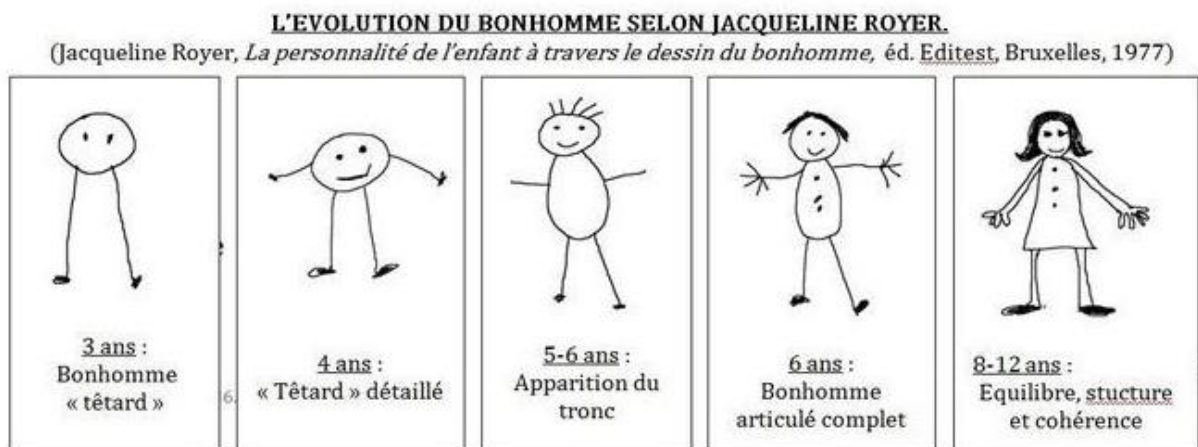 L'EVOLUTION DU BONHOMME SELON JACQUELINE ROYER.
(Jacqueline Royer, La personnalité de l'enfant à travers le dessin du bonhomme, éd. Editest, Bruxelles, 1977)
3 ans :
Bonhomme
« têtard »
6.
4 ans :
« Têtard » détaillé
5-6 ans :
Apparition du
tronc
6 ans :
Bonhomme
articulé complet
8-12 ans :
Equilibre, stucture
et cohérence